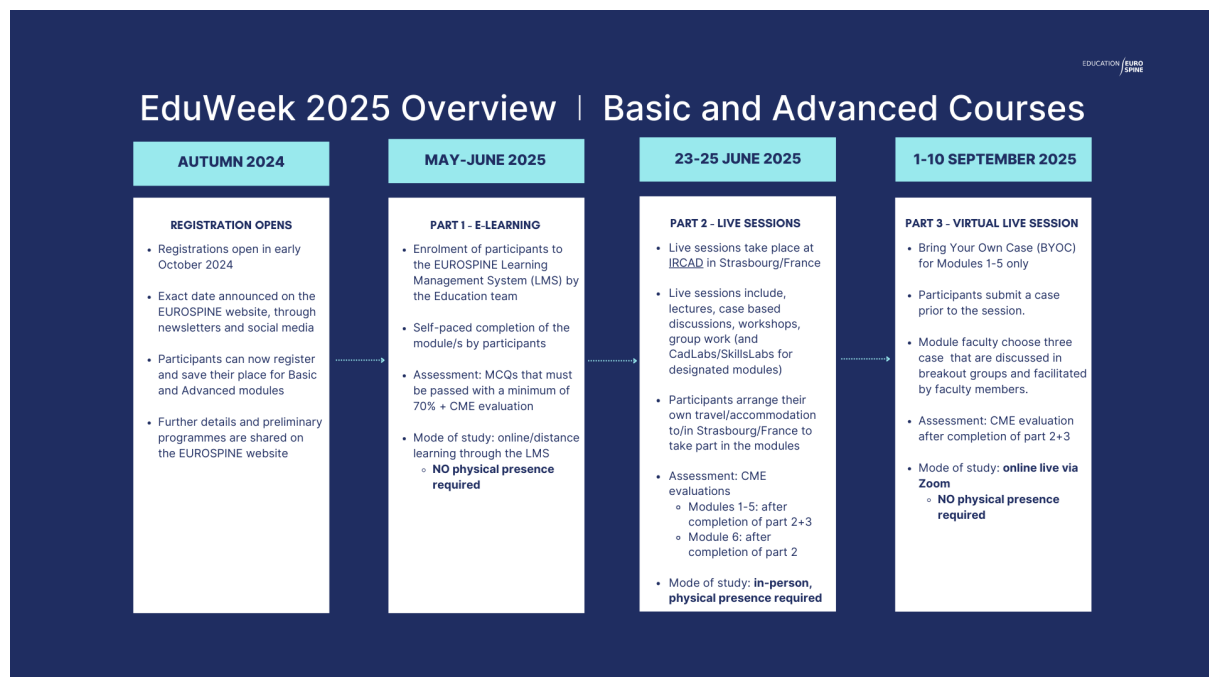 EDUCATION EURO
SPINE
EduWeek 2025 Overview | Basic and Advanced Courses
AUTUMN 2024
REGISTRATION OPENS
• Registrations open in early
October 2024
• Exact date announced on the
EUROSPINE website, through
newsletters and social media
• Participants can now register
and save their place for Basic
and Advanced modules
• Further details and preliminary
programmes are shared on
the EUROSPINE website
MAY-JUNE 2025
PART 1 - E-LEARNING
• Enrolment of participants to
the EUROSPINE Learning
Management System (LMS) by
the Education team
• Self-paced completion of the
module/s by participants
• Assessment: MCQs that must
be passed with a minimum of
70% + CME evaluation
• Mode of study: online/distance
learning through the LMS
◦ NO physical presence
required
23-25 JUNE 2025
PART 2 - LIVE SESSIONS
• Live sessions take place at
IRCAD in Strasbourg/France
• Live sessions include,
lectures, case based
discussions, workshops,
group work (and
CadLabs/SkillsLabs for
designated modules)
• Participants arrange their
own travel/accommodation
to/in Strasbourg/France to
take part in the modules
• Assessment: CME
evaluations
◦ Modules 1-5: after
completion of part 2+3
◦ Module 6: after
completion of part 2
• Mode of study: in-person,
physical presence required
1-10 SEPTEMBER 2025
PART 3 - VIRTUAL LIVE SESSION
• Bring Your Own Case (BYOC)
for Modules 1-5 only
• Participants submit a case
prior to the session.
• Module faculty choose three
case that are discussed in
breakout groups and facilitated
by faculty members.
• Assessment: CME evaluation
after completion of part 2+3
• Mode of study: online live via
Zoom
◦ NO physical presence
required